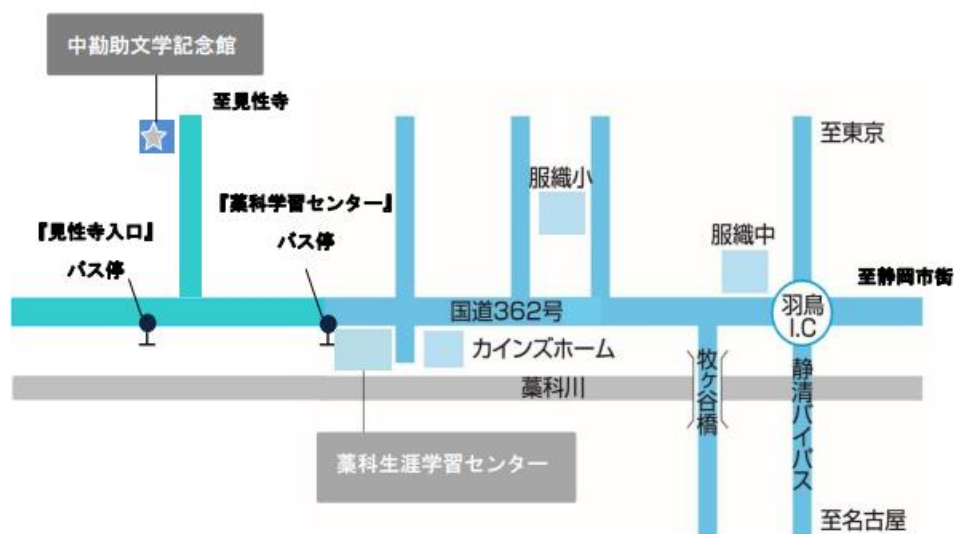 中勘助文学記念館
至見性寺
至東京
服織小
『藁科学習センター』
バス停
『見性寺入口』
バス停
服織中
至静岡市街
国道362号
羽鳥
I.C
カインズホーム
牧ヶ谷橋
静清バイパス
藁科川
藁科生涯学習センター
至名古屋